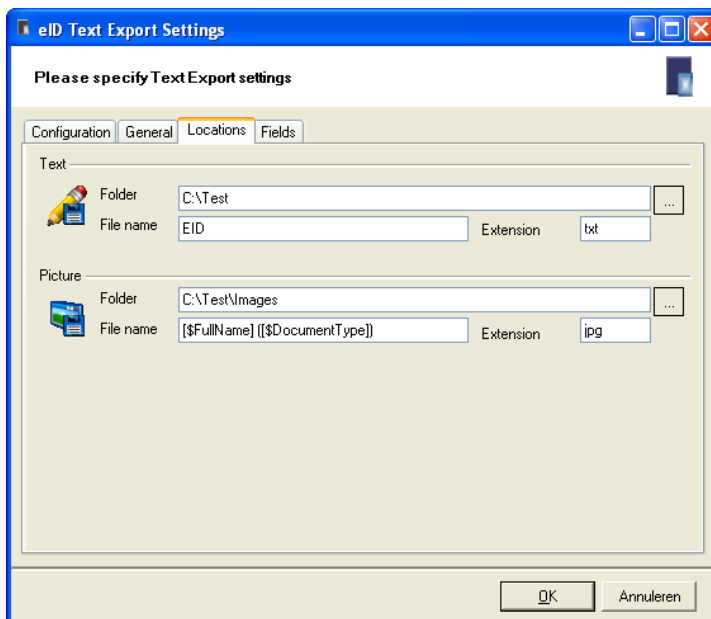 eID Text Export Settings
Please specify Text Export settings
Configuration General Locations Fields
Text
Folder C:\Test ...
File name EID Extension txt
Picture
Folder C:\Test\Images ...
File name [$FullName] ([$DocumentType]) Extension jpg
OK Annuleren